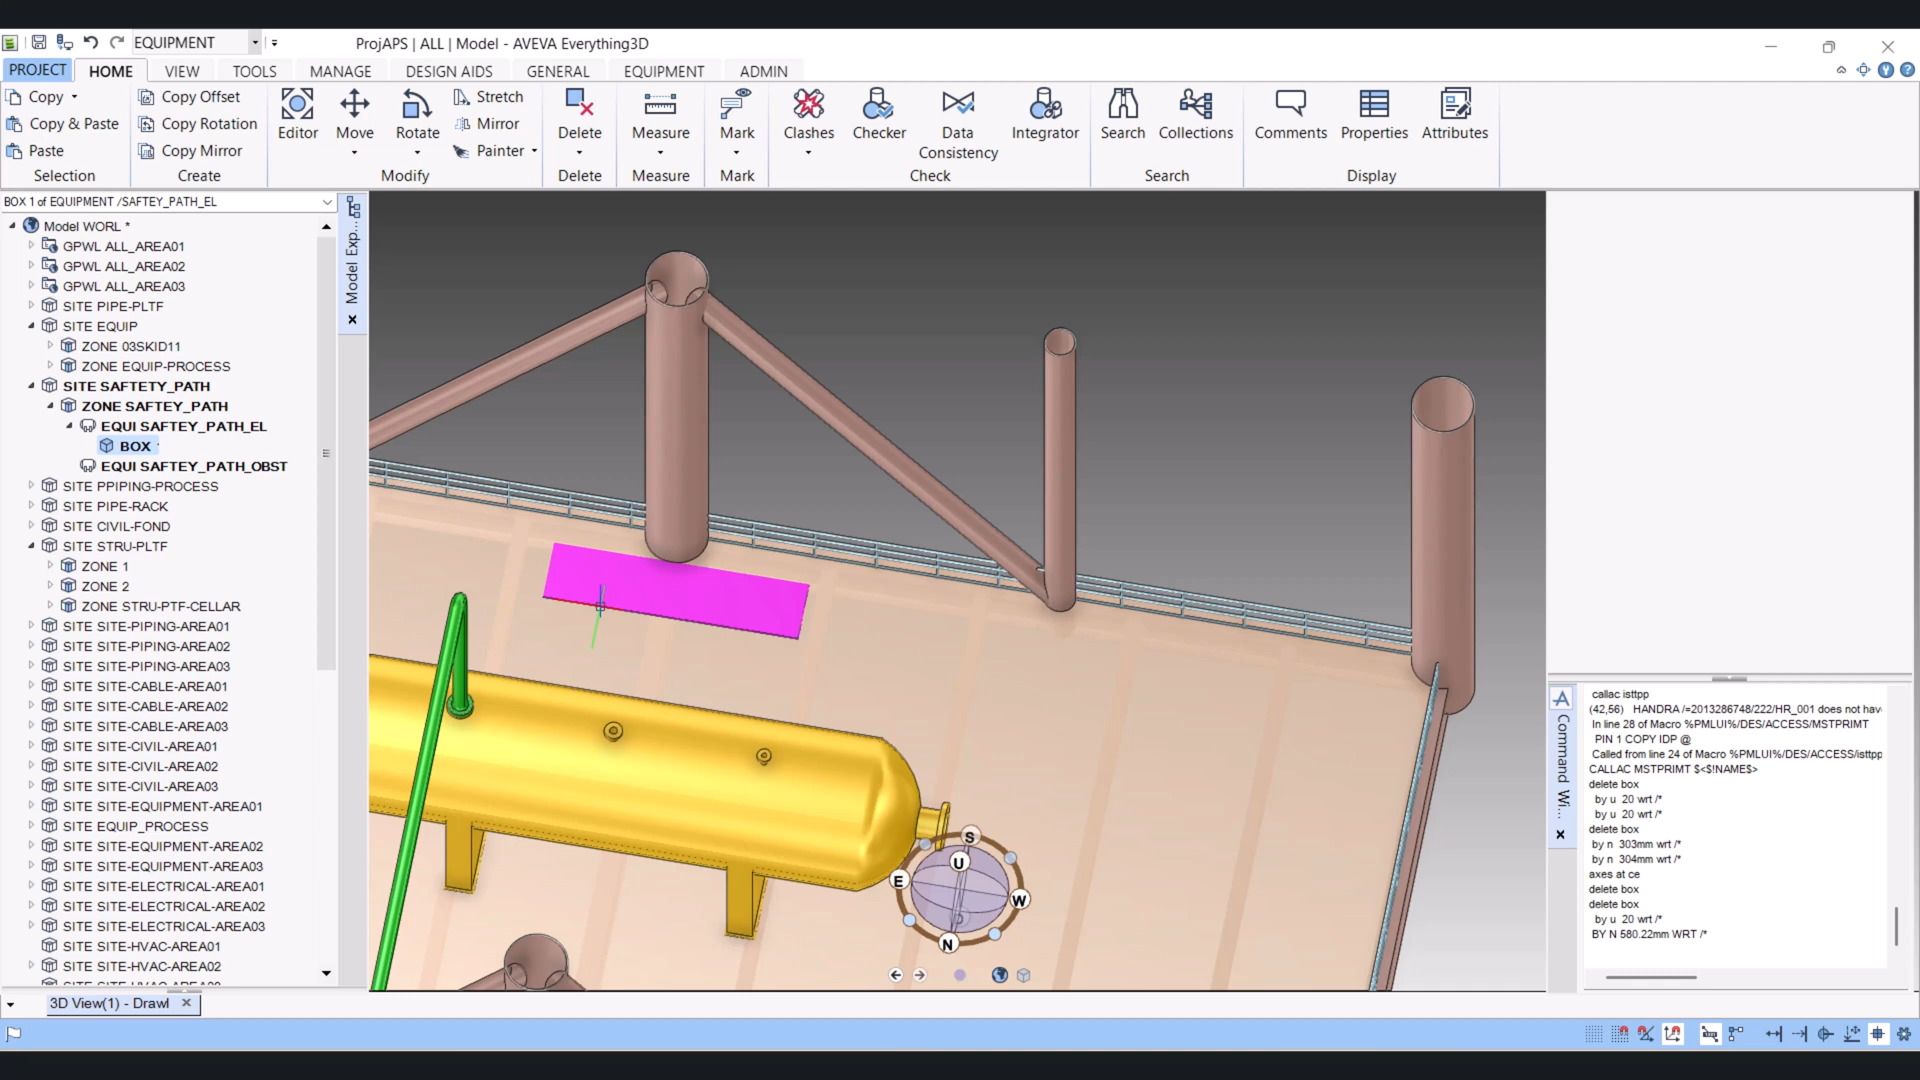 EQUIPMENT
ProjAPS | ALL | Model - AVEVA Everything3D
PROJECT
HOME
VIEW
TOOLS
MANAGE
DESIGN AIDS
GENERAL
EQUIPMENT
ADMIN
Copy
Copy & Paste
Paste
Selection
Copy Offset
Copy Rotation
Copy Mirror
Create
Editor
Move
Rotate
Stretch
Mirror
Painter
Modify
Delete
Delete
Measure
Measure
Mark
Mark
Clashes
Checker
Data
Consistency
Integrator
Check
Search
Collections
Search
Comments
Properties
Attributes
Display
BOX 1 of EQUIPMENT /SAFTEY_PATH_EL
Model WORL *
GPWL ALL_AREA01
GPWL ALL_AREA02
GPWL ALL_AREA03
SITE PIPE-PLTF
SITE EQUIP
ZONE 03SKID11
ZONE EQUIP-PROCESS
SITE SAFTETY_PATH
ZONE SAFTEY_PATH
EQUI SAFTEY_PATH_EL
BOX
EQUI SAFTEY_PATH_OBST
SITE PPIPING-PROCESS
SITE PIPE-RACK
SITE CIVIL-FOND
SITE STRU-PLTF
ZONE 1
ZONE 2
ZONE STRU-PTF-CELLAR
SITE SITE-PIPING-AREA01
SITE SITE-PIPING-AREA02
SITE SITE-PIPING-AREA03
SITE SITE-CABLE-AREA01
SITE SITE-CABLE-AREA02
SITE SITE-CABLE-AREA03
SITE SITE-CIVIL-AREA01
SITE SITE-CIVIL-AREA02
SITE SITE-CIVIL-AREA03
SITE SITE-EQUIPMENT-AREA01
SITE EQUIP_PROCESS
SITE SITE-EQUIPMENT-AREA02
SITE SITE-EQUIPMENT-AREA03
SITE SITE-ELECTRICAL-AREA01
SITE SITE-ELECTRICAL-AREA02
SITE SITE-ELECTRICAL-AREA03
SITE SITE-HVAC-AREA01
SITE SITE-HVAC-AREA02
Model Exp...
S
U
E
W
N
Command Wi...
callac isttpp
(42,56) HANDRA /=2013286748/222/HR_001 does not hav
In line 28 of Macro %PMLUI%/DES/ACCESS/MSTPRIMT
PIN 1 COPY IDP @
Called from line 24 of Macro %PMLUI%/DES/ACCESS/isttpp
CALLAC MSTPRIMT $<$!NAME$>
delete box
by u 20 wrt /*
by u 20 wrt /*
delete box
by n 303mm wrt /*
by n 304mm wrt /*
axes at ce
delete box
delete box
by u 20 wrt /*
BY N 580.22mm WRT /*
3D View(1) - Drawl